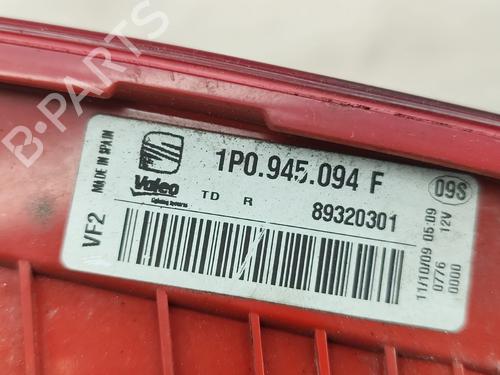 B-PARTS
MADE IN SPAIN
VF2
Valeo
Lighting Systems
1P0.945.094 F
TD R
89320301
09S
11/10/09 05:09
0776 12V
0000